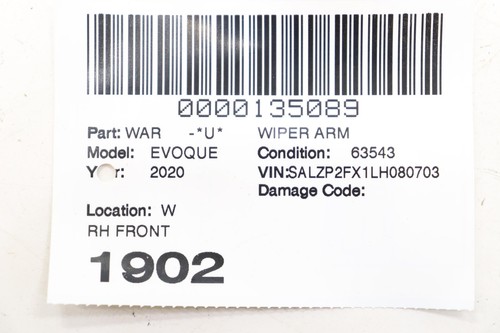 0000135089
Part: WAR -*U* WIPER ARM
Model: EVOQUE Condition: 63543
Y r: 2020 VIN:SALZP2FX1LH080703
Damage Code:
Location: W
RH FRONT
1902